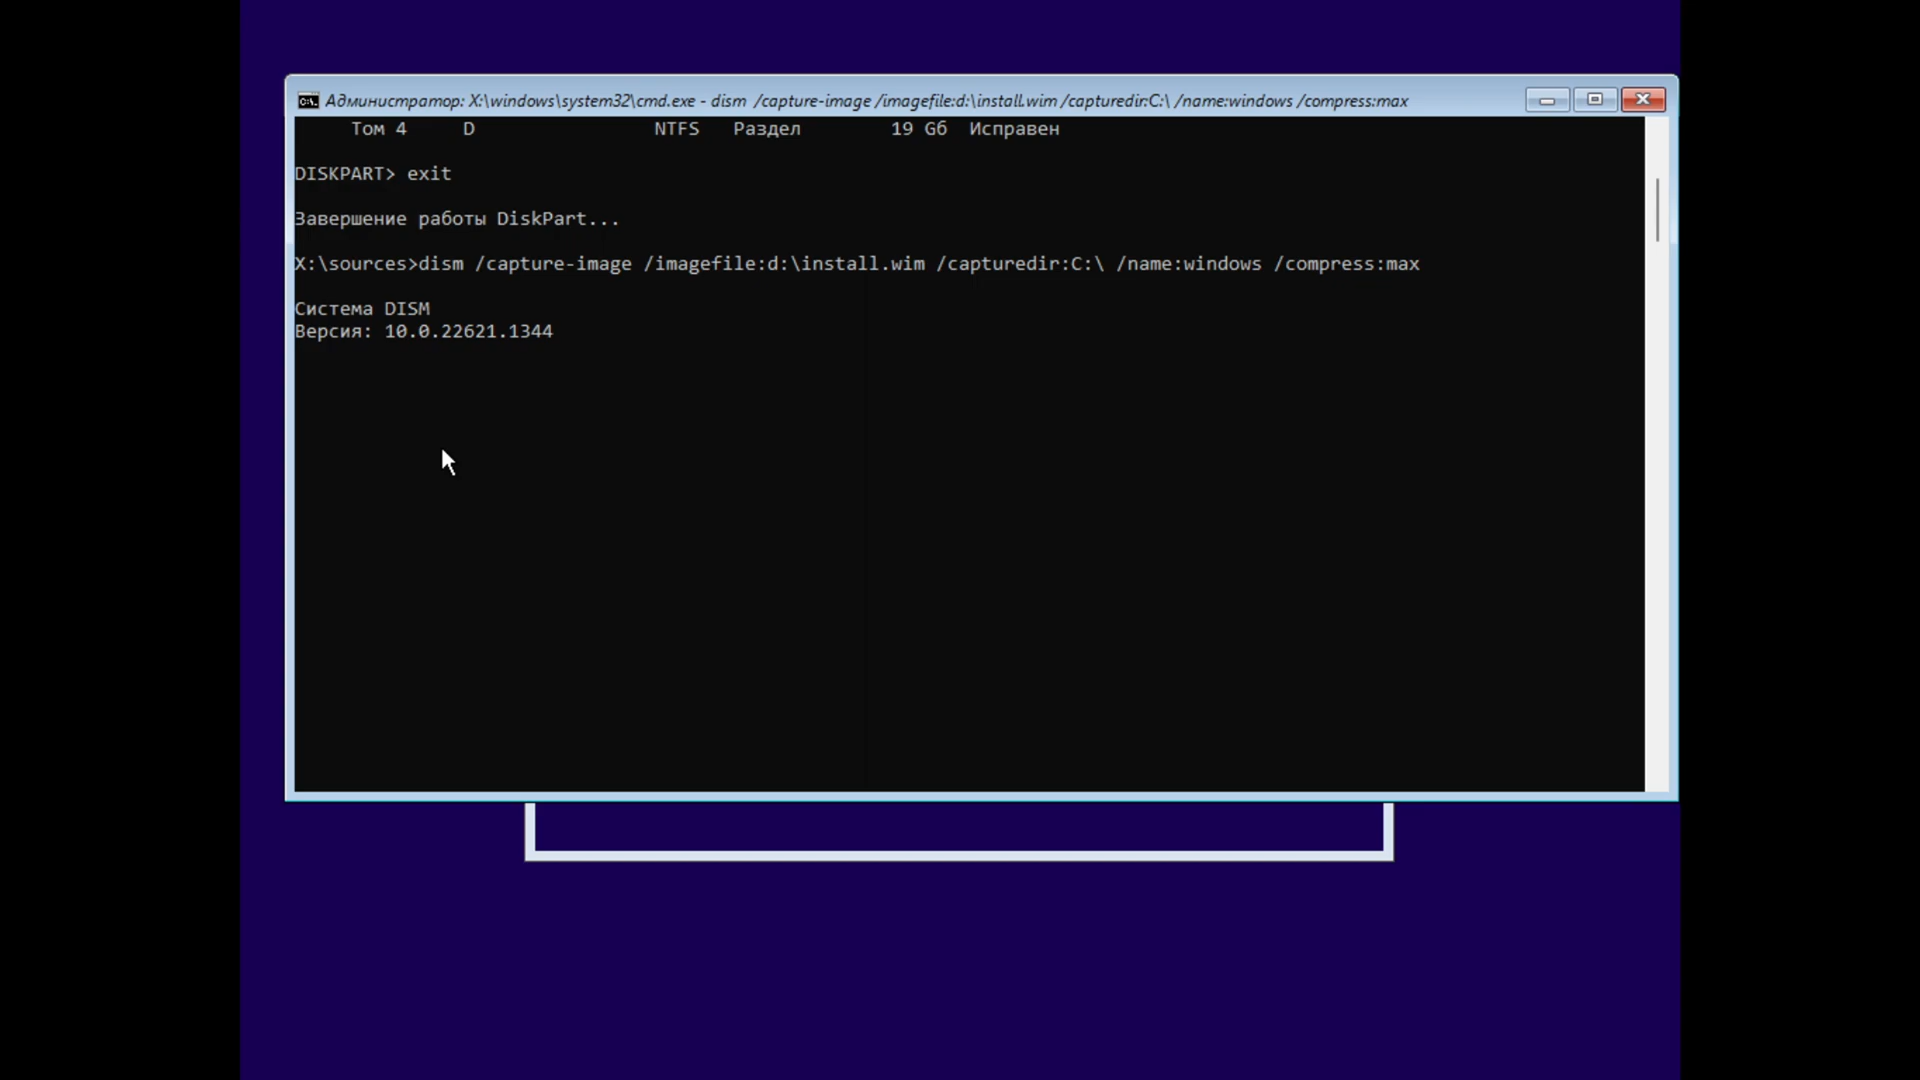 Администратор: X:\windows\system32\cmd.exe - dism /capture-image /imagefile:d:\install.wim /capturedir:C:\ /name:windows /compress:max
Том 4 D NTFS Раздел 19 Gб Исправен
DISKPART> exit
Завершение работы DiskPart...
X:\sources>dism /capture-image /imagefile:d:\install.wim /capturedir:C:\ /name:windows /compress:max
Cистема DISM
Версия: 10.0.22621.1344